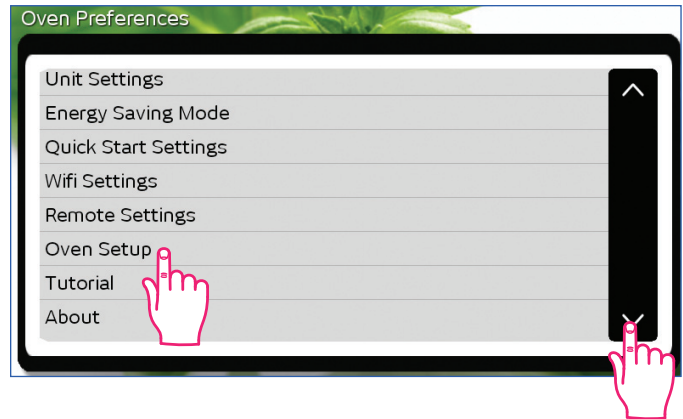 Oven Preferences
Unit Settings
Energy Saving Mode
Quick Start Settings
Wifi Settings
Remote Settings
Oven Setup
Tutorial
About